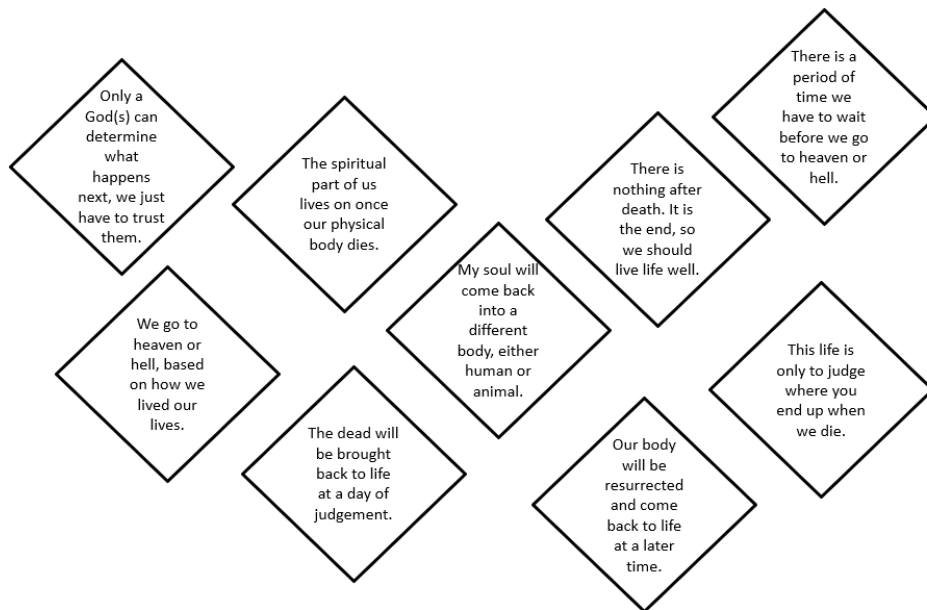 Only a
God(s) can
determine
what
happens
next, we just
have to trust
them.
The spiritual
part of us
lives on once
our physical
body dies.
There is
nothing after
death. It is
the end, so
we should
live life well.
There is a
period of
time we
have to wait
before we go
to heaven or
hell.
We go to
heaven or
hell, based
on how we
lived our
lives.
The dead will
be brought
back to life
at a day of
judgement.
My soul will
come back
into a
different
body, either
human or
animal.
Our body
will be
resurrected
and come
back to life
at a later
time.
This life is
only to judge
where you
end up when
we die.